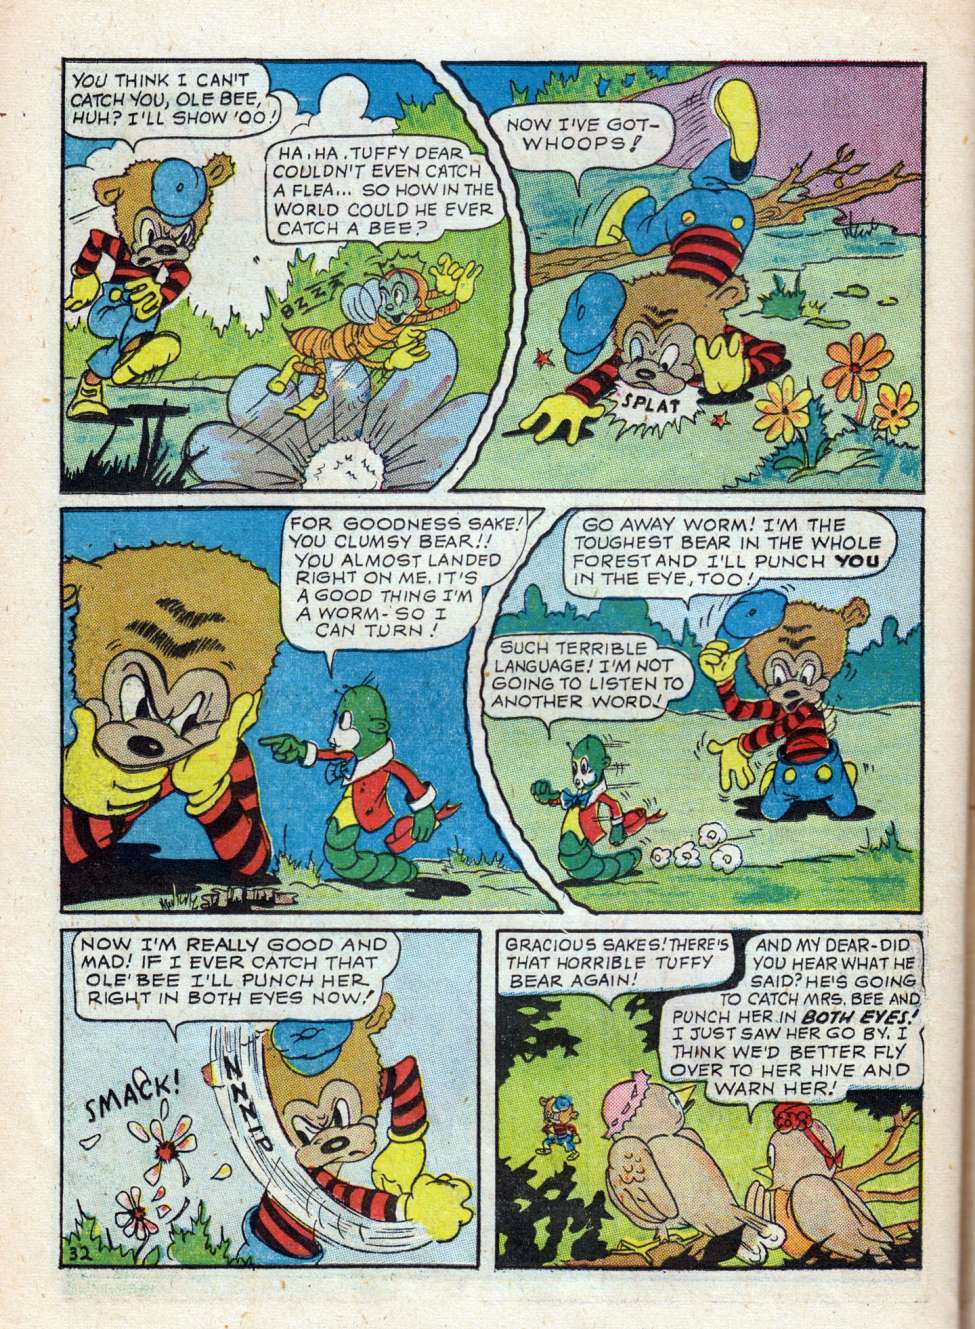 YOU THINK I CAN'T
CATCH YOU, OLE BEE,
HUH? I'LL SHOW 'OO!
HA, HA, TUFFY DEAR
COULDN'T EVEN CATCH
A FLEA... SO HOW IN THE
WORLD COULD HE EVER
CATCH A BEE?
BZZZZ
NOW I'VE GOT-
WHOOPS!
SPLAT
FOR GOODNESS SAKE!
YOU CLUMSY BEAR!!
YOU ALMOST LANDED
RIGHT ON ME. IT'S
A GOOD THING I'M
A WORM- SO I
CAN TURN!
GO AWAY WORM! I'M THE
TOUGHEST BEAR IN THE WHOLE
FOREST AND I'LL PUNCH YOU
IN THE EYE, TOO!
SUCH TERRIBLE
LANGUAGE! I'M NOT
GOING TO LISTEN TO
ANOTHER WORD!
NOW I'M REALLY GOOD AND
MAD! IF I EVER CATCH THAT
OLE' BEE I'LL PUNCH HER
RIGHT IN BOTH EYES NOW!
SMACK!
NNNNIP
32
GRACIOUS SAKES! THERE'S
THAT HORRIBLE TUFFY
BEAR AGAIN!
AND MY DEAR-DID
YOU HEAR WHAT HE
SAID? HE'S GOING
TO CATCH MRS. BEE AND
PUNCH HER IN BOTH EYES!
I JUST SAW HER GO BY. I
THINK WE'D BETTER FLY
OVER TO HER HIVE AND
WARN HER!